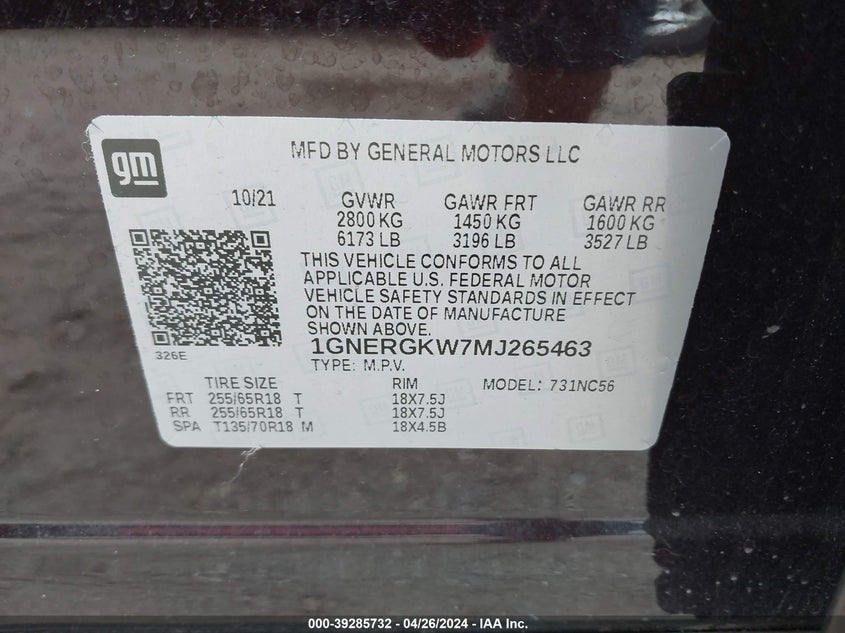 gm
MFD BY GENERAL MOTORS LLC
10/21 GVWR GAWR FRT GAWR RR
2800 KG 1450 KG 1600 KG
6173 LB 3196 LB 3527 LB
THIS VEHICLE CONFORMS TO ALL
APPLICABLE U.S. FEDERAL MOTOR
VEHICLE SAFETY STANDARDS IN EFFECT
ON THE DATE OF MANUFACTURE
SHOWN ABOVE.
326E
1GNERGKW7MJ265463
TYPE: M.P.V.
TIRE SIZE RIM MODEL: 731NC56
FRT 255/65R18 T 18X7.5J
RR 255/65R18 T 18X7.5J
SPA T135/70R18 M 18X4.5B
000-39285732 - 04/26/2024 - IAA Inc.